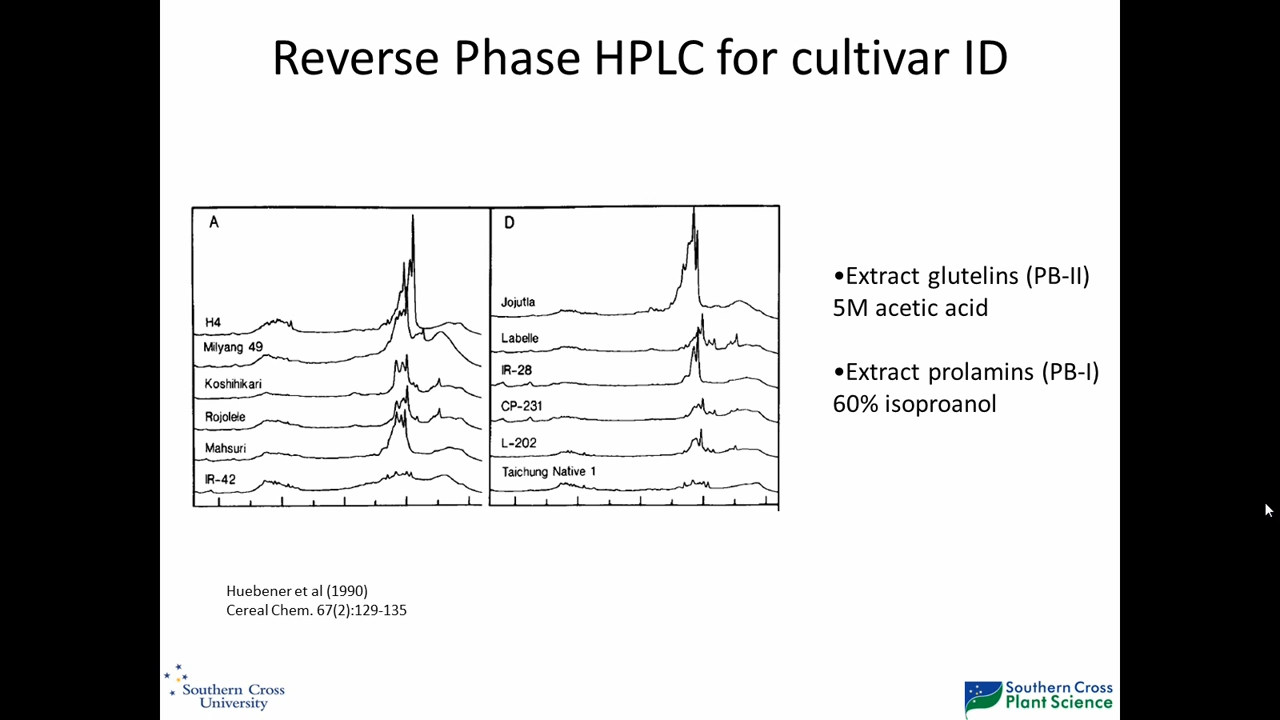 Reverse Phase HPLC for cultivar ID
A
H4
Milyang 49
Koshihikari
Rojolele
Mahsuri
IR-42
D
Jojutla
Labelle
IR-28
CP-231
L-202
Taichung Native 1
•Extract glutelins (PB-II)
5M acetic acid
•Extract prolamins (PB-I)
60% isoproanol
Huebener et al (1990)
Cereal Chem. 67(2):129-135
Southern Cross
University
Southern Cross
Plant Science